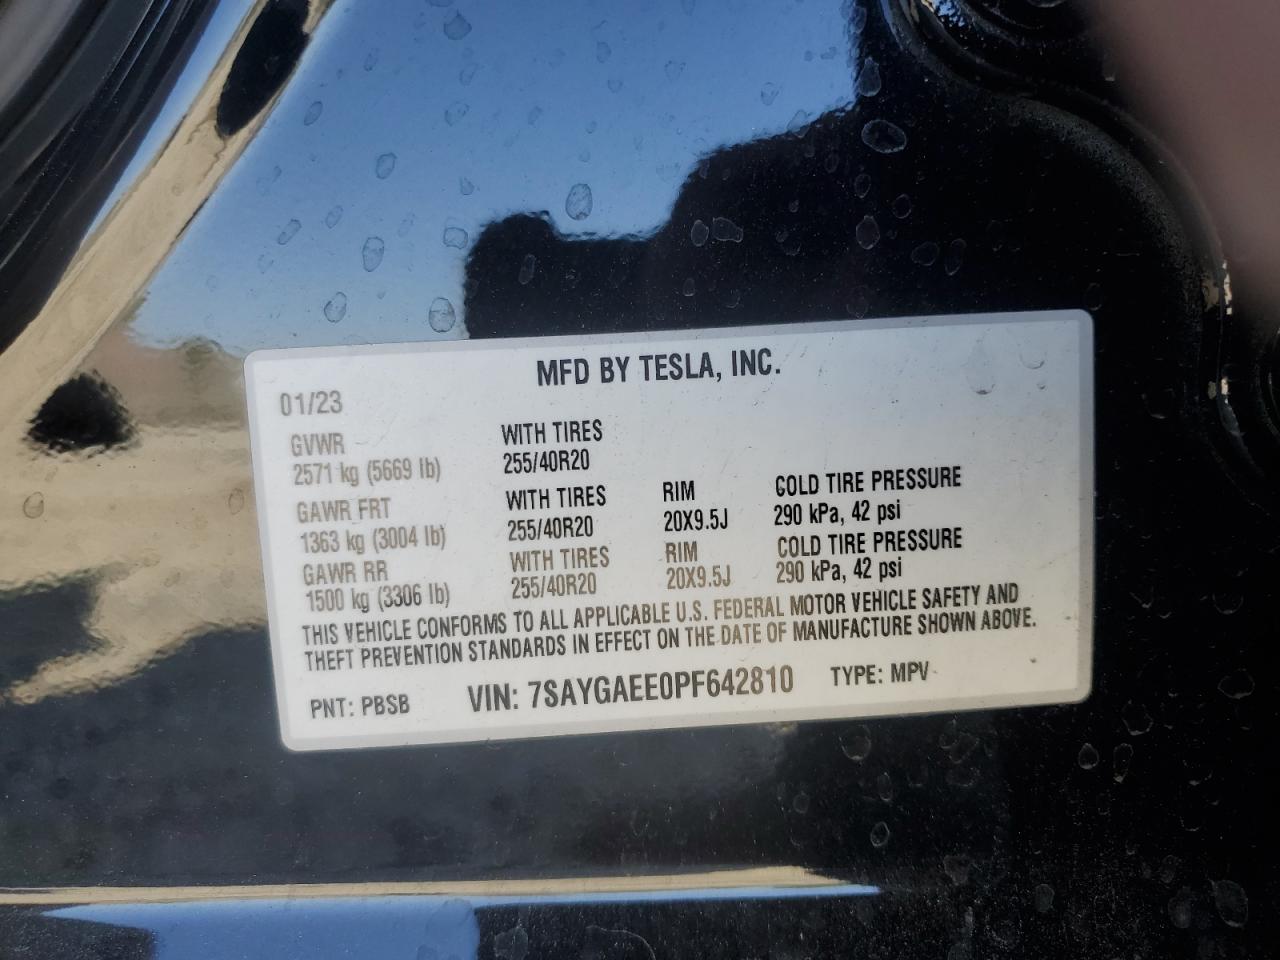 MFD BY TESLA, INC.
01/23
GVWR WITH TIRES
2571 kg (5669 lb) 255/40R20
GAWR FRT WITH TIRES RIM COLD TIRE PRESSURE
1363 kg (3004 lb) 255/40R20 20X9.5J 290 kPa, 42 psi
GAWR RR WITH TIRES RIM COLD TIRE PRESSURE
1500 kg (3306 lb) 255/40R20 20X9.5J 290 kPa, 42 psi
THIS VEHICLE CONFORMS TO ALL APPLICABLE U.S. FEDERAL MOTOR VEHICLE SAFETY AND
THEFT PREVENTION STANDARDS IN EFFECT ON THE DATE OF MANUFACTURE SHOWN ABOVE.
PNT: PBSB VIN: 7SAYGAEE0PF642810 TYPE: MPV